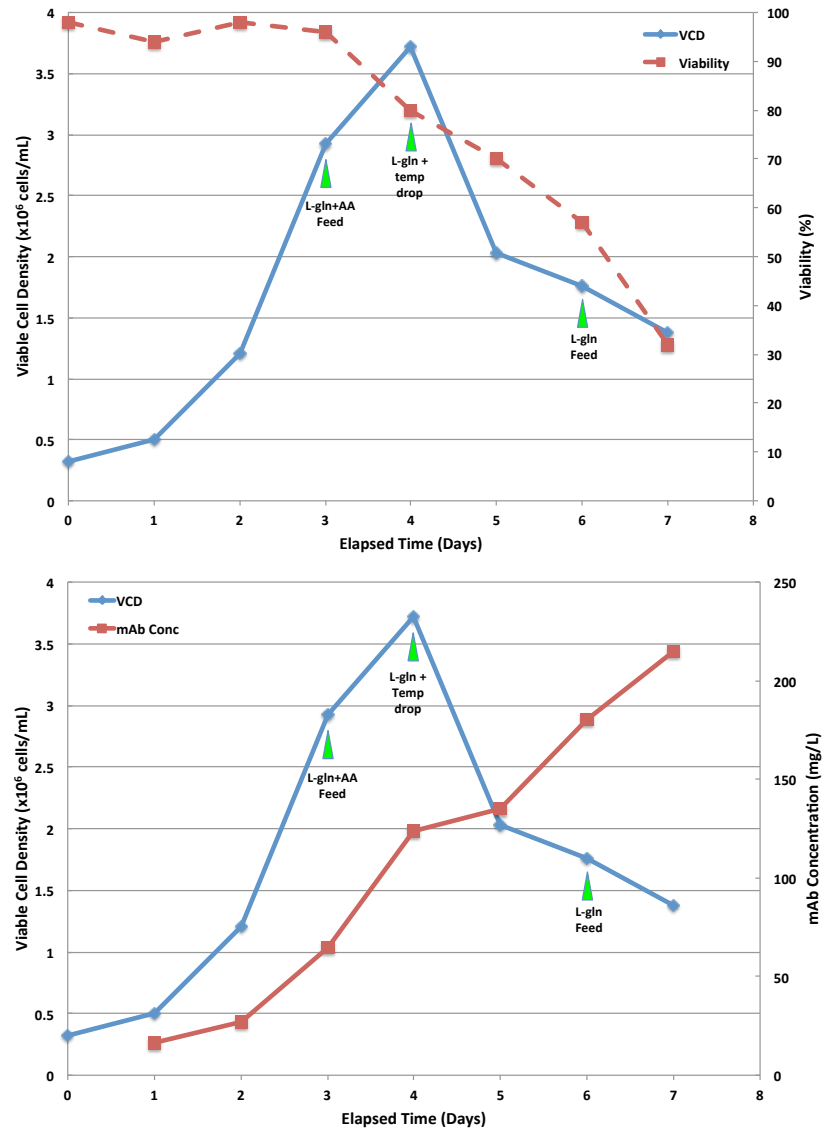 4
3.5
3
2.5
2
1.5
1
0.5
0
100
90
80
70
60
50
40
30
20
10
0
0 1 2 3 4 5 6 7 8
Viable Cell Density (x10⁶ cells/mL)
Viability (%)
Elapsed Time (Days)
VCD
Viability
L-gln+AA
Feed
L-gln +
temp
drop
L-gln
Feed
4
3.5
3
2.5
2
1.5
1
0.5
0
250
200
150
100
50
0
0 1 2 3 4 5 6 7 8
Viable Cell Density (x10⁶ cells/mL)
mAb Concentration (mg/L)
Elapsed Time (Days)
VCD
mAb Conc
L-gln+AA
Feed
L-gln +
Temp
drop
L-gln
Feed